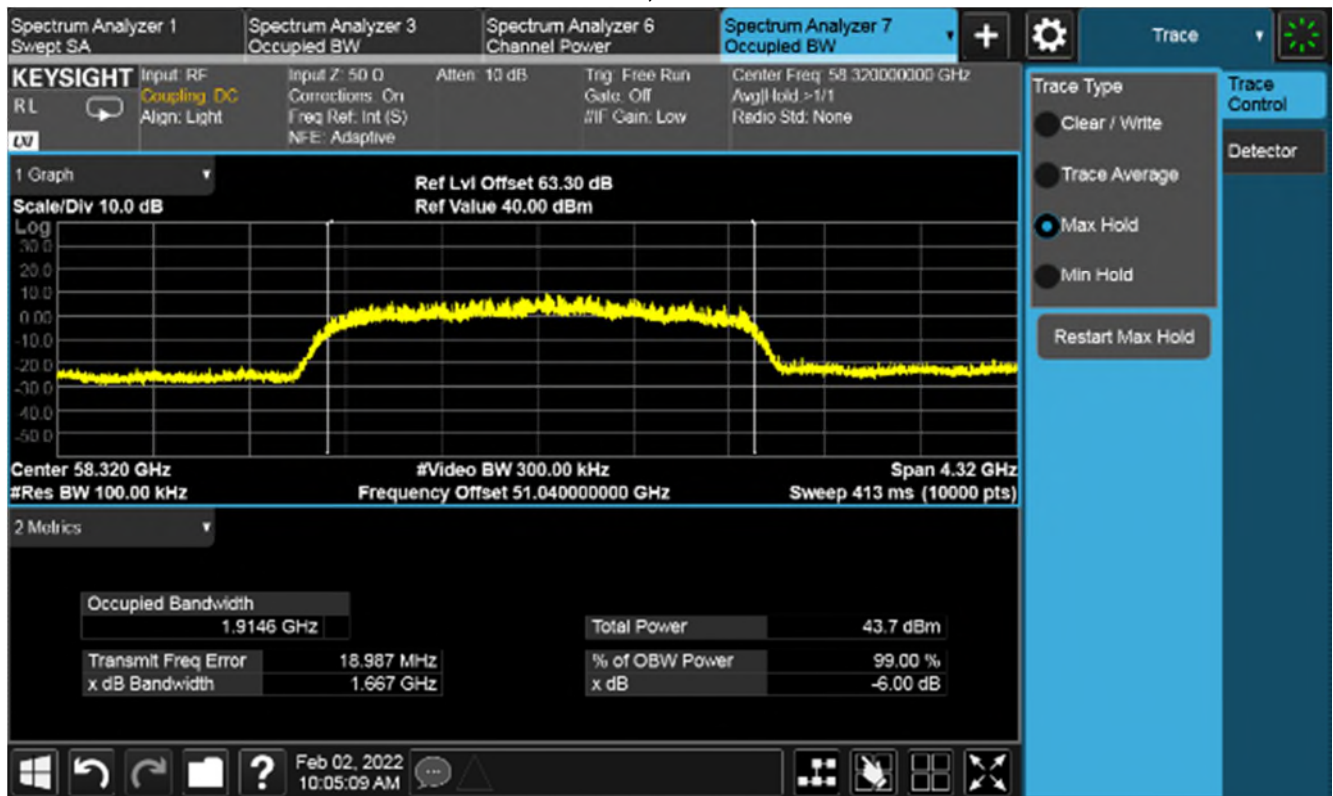 Spectrum Analyzer 1
Swept SA
Spectrum Analyzer 3
Occupied BW
Spectrum Analyzer 6
Channel Power
Spectrum Analyzer 7
Occupied BW
+
Trace
KEYSIGHT
RL
LXI
Input: RF
Coupling: DC
Align: Light
Input Z: 50 Ω
Corrections: On
Freq Ref: Int (S)
NFE: Adaptive
Atten: 10 dB
Trig: Free Run
Gate: Off
#IF Gain: Low
Center Freq: 58.320000000 GHz
Avg|Hold:>1/1
Radio Std: None
1 Graph
Scale/Div 10.0 dB
Ref Lvl Offset 63.30 dB
Ref Value 40.00 dBm
Log
30.0
20.0
10.0
0.00
-10.0
-20.0
-30.0
-40.0
-50.0
Center 58.320 GHz
#Video BW 300.00 kHz
Span 4.32 GHz
#Res BW 100.00 kHz
Frequency Offset 51.040000000 GHz
Sweep 413 ms (10000 pts)
2 Metrics
Occupied Bandwidth
1.9146 GHz
Total Power 43.7 dBm
Transmit Freq Error 18.987 MHz
% of OBW Power 99.00 %
x dB Bandwidth 1.667 GHz
x dB -6.00 dB
?
Feb 02, 2022
10:05:09 AM
Trace Type
Clear / Write
Trace Average
Max Hold
Min Hold
Restart Max Hold
Trace
Control
Detector